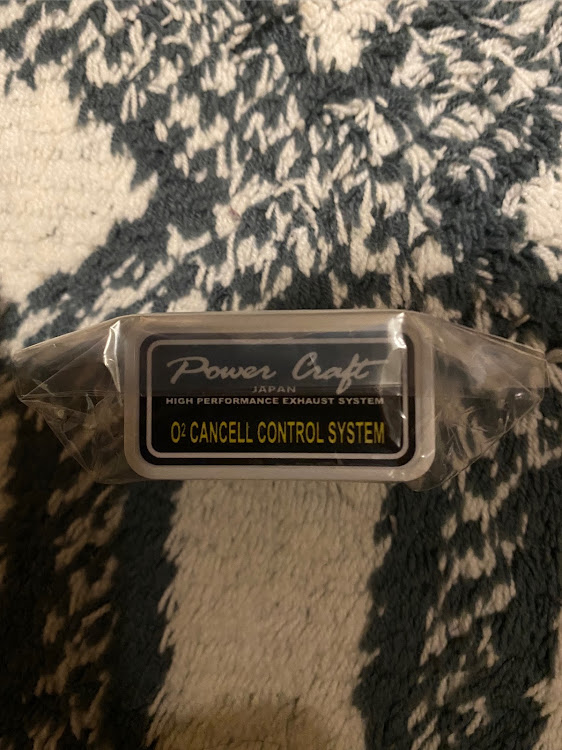 Power Craft
JAPAN
HIGH PERFORMANCE EXHAUST SYSTEM
O² CANCELL CONTROL SYSTEM